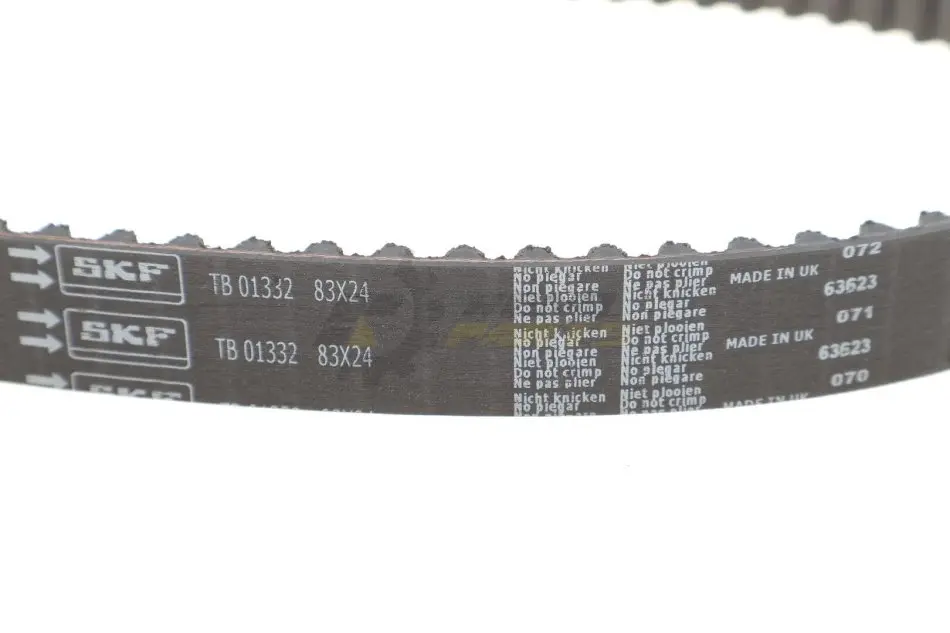 SKF TB 01332 83X24
No plegar
Non piegare
Niet plooien
Do not crimp
Ne pas plier
Do not crimp
Ne pas plier
Nicht knicken
No plegar
Non piegare
MADE IN UK
072
63623
SKF TB 01332 83X24
Nicht knicken
No plegar
Non piegare
Niet plooien
Do not crimp
Ne pas plier
Niet plooien
Do not crimp
Ne pas plier
Nicht knicken
No plegar
Non piegare
MADE IN UK
071
63623
Nicht knicken
No plegar
Niet plooien
Do not crimp
MADE IN UK
070